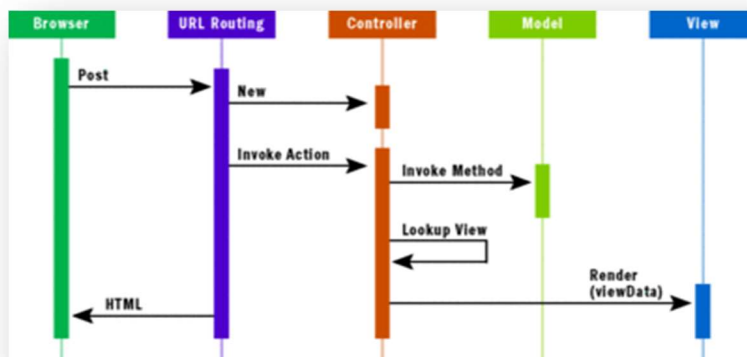 Browser
URL Routing
Controller
Model
View
Post
New
Invoke Action
Invoke Method
Lookup View
Render
(viewData)
HTML